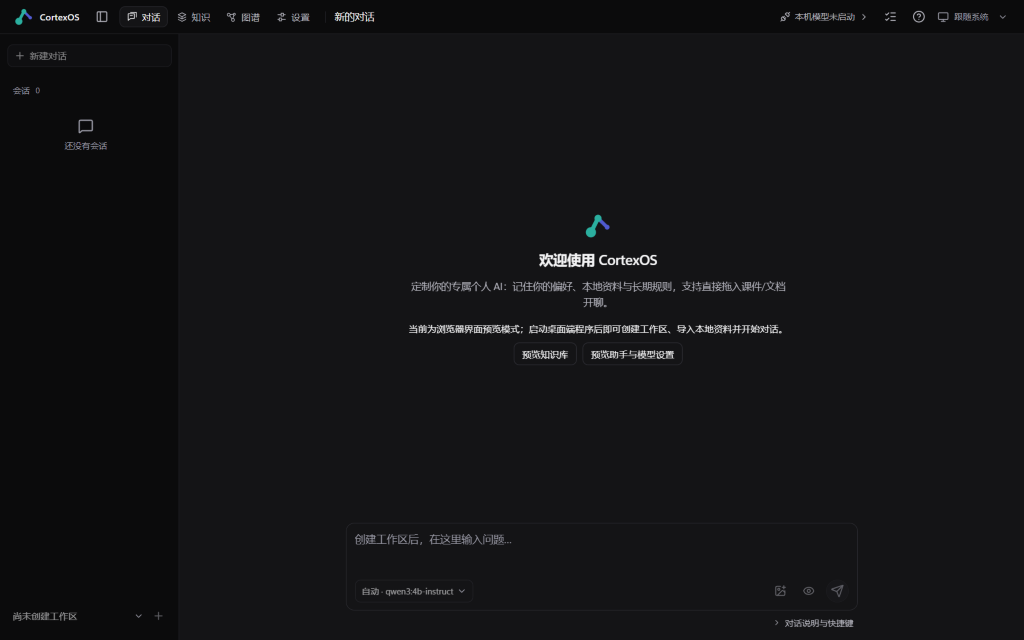 CortexOS 对话 知识 图谱 设置 新的对话 本机模型未启动 跟随系统
新建对话
会话 0
还没有会话
欢迎使用 CortexOS
定制你的专属个人 AI：记住你的偏好、本地资料与长期规则，支持直接拖入课件/文档
开聊。
当前为浏览器界面预览模式；启动桌面端程序后即可创建工作区、导入本地资料并开始对话。
预览知识库 预览助手与模型设置
创建工作区后，在这里输入问题...
自动 · qwen3:4b-instruct
尚未创建工作区
对话说明与快捷键